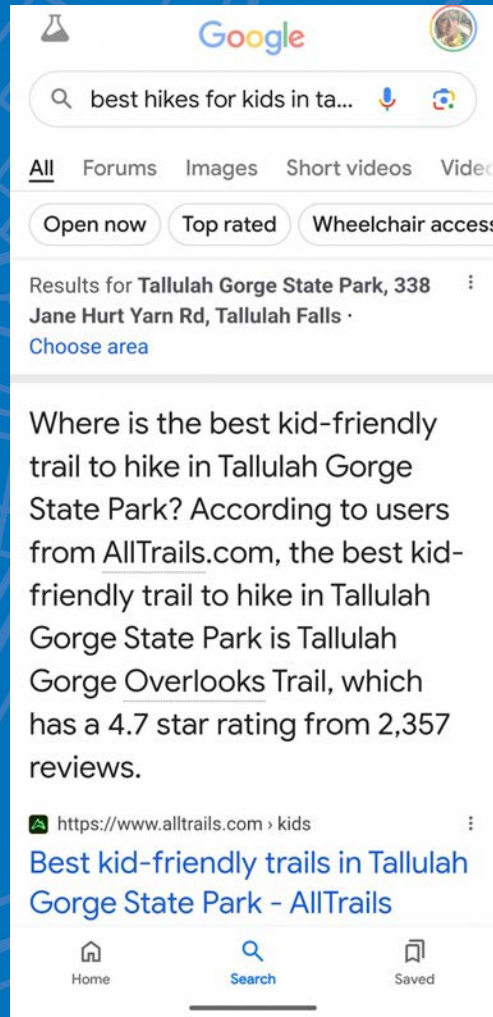 Google
best hikes for kids in ta...
All Forums Images Short videos Videc
Open now Top rated Wheelchair access
Results for Tallulah Gorge State Park, 338
Jane Hurt Yarn Rd, Tallulah Falls ·
Choose area
Where is the best kid-friendly
trail to hike in Tallulah Gorge
State Park? According to users
from AllTrails.com, the best kid-
friendly trail to hike in Tallulah
Gorge State Park is Tallulah
Gorge Overlooks Trail, which
has a 4.7 star rating from 2,357
reviews.
https://www.alltrails.com › kids
Best kid-friendly trails in Tallulah
Gorge State Park - AllTrails
Home Search Saved